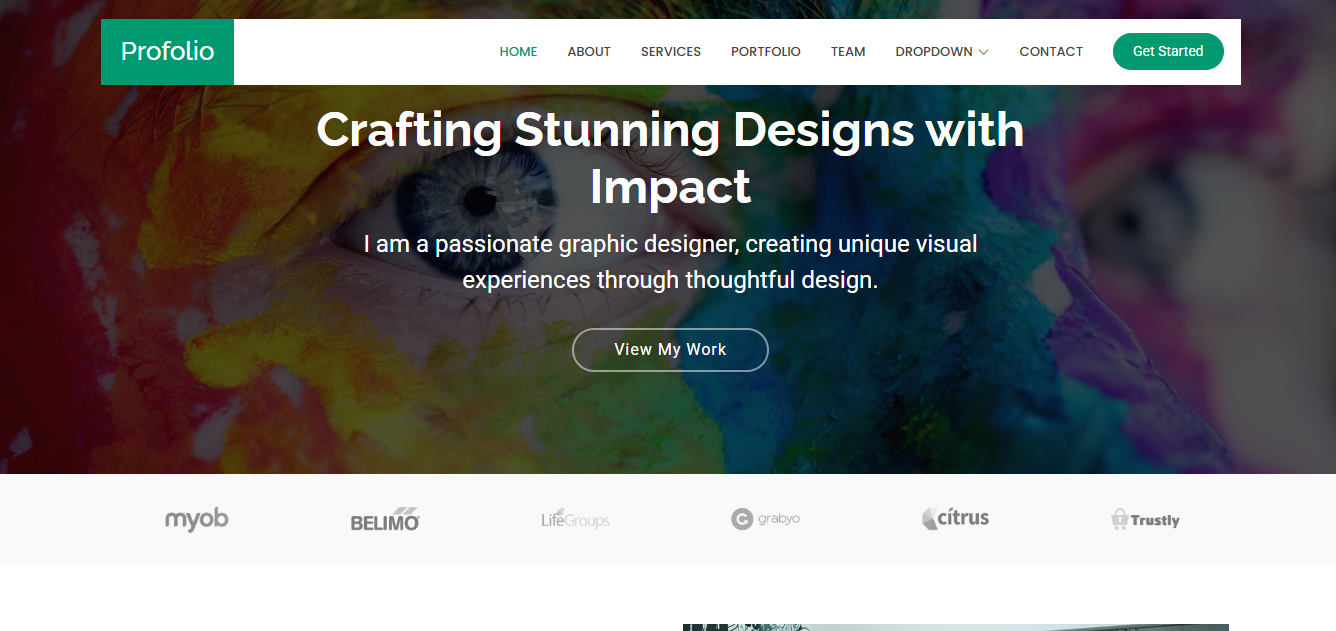 Profolio
HOME ABOUT SERVICES PORTFOLIO TEAM DROPDOWN CONTACT Get Started
Crafting Stunning Designs with
Impact
I am a passionate graphic designer, creating unique visual
experiences through thoughtful design.
View My Work
myob BELIMO LifeGroups grabyo citrus Trustly